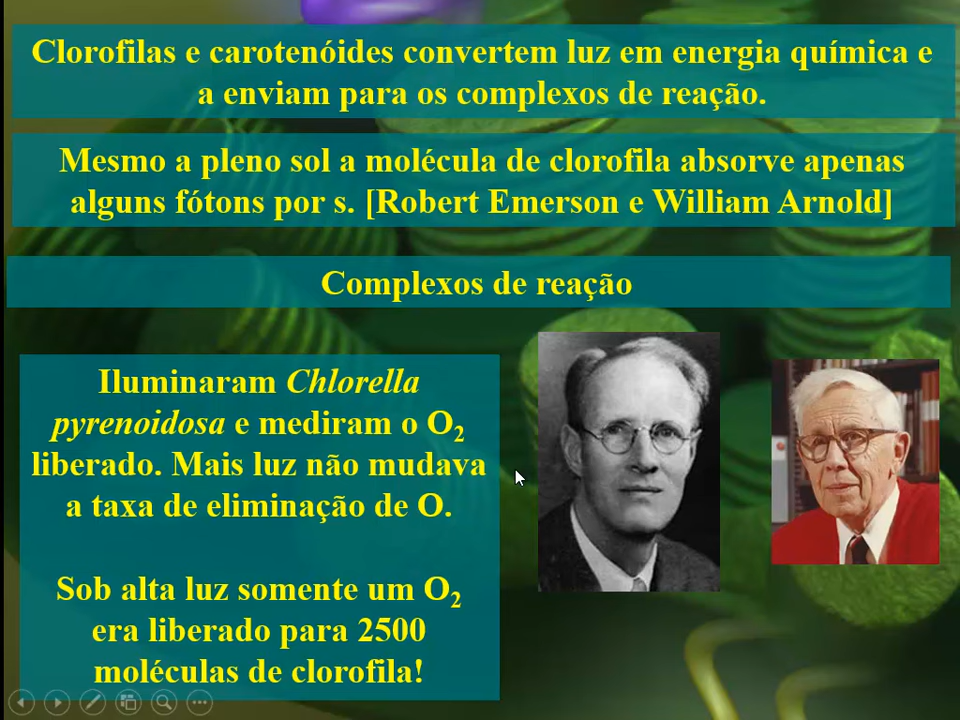 Clorofilas e carotenóides convertem luz em energia química e
a enviam para os complexos de reação.
Mesmo a pleno sol a molécula de clorofila absorve apenas
alguns fótons por s. [Robert Emerson e William Arnold]
Complexos de reação
Iluminaram Chlorella
pyrenoidosa e mediram o O₂
liberado. Mais luz não mudava
a taxa de eliminação de O.
Sob alta luz somente um O₂
era liberado para 2500
moléculas de clorofila!